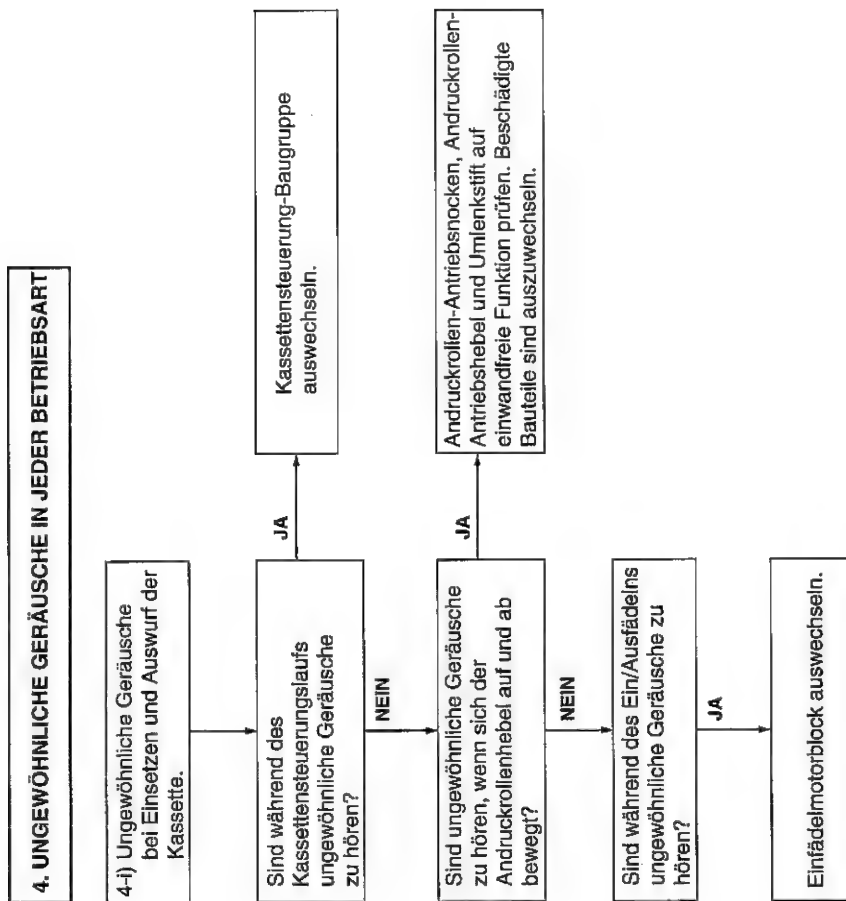 4. UNGEWÖHNLICHE GERÄUSCHE IN JEDER BETRIEBSART
4-i) Ungewöhnliche Geräusche
bei Einsetzen und Auswurf der
Kassette.
Sind während des
Kassettensteuerungslaufs
ungewöhnliche Geräusche
zu hören?
JA
Kassettensteuerung-Baugruppe
auswechseln.
NEIN
Sind ungewöhnliche Geräusche
zu hören, wenn sich der
Andruckrollenhebel auf und ab
bewegt?
JA
Andruckrollen-Antriebsnocken, Andruckrollen-
Antriebshebel und Umlenkstift auf
einwandfreie Funktion prüfen. Beschädigte
Bauteile sind auszuwechseln.
NEIN
Sind während des Ein/Ausfädelns
ungewöhnliche Geräusche zu
hören?
JA
Einfädelmotorblock auswechseln.